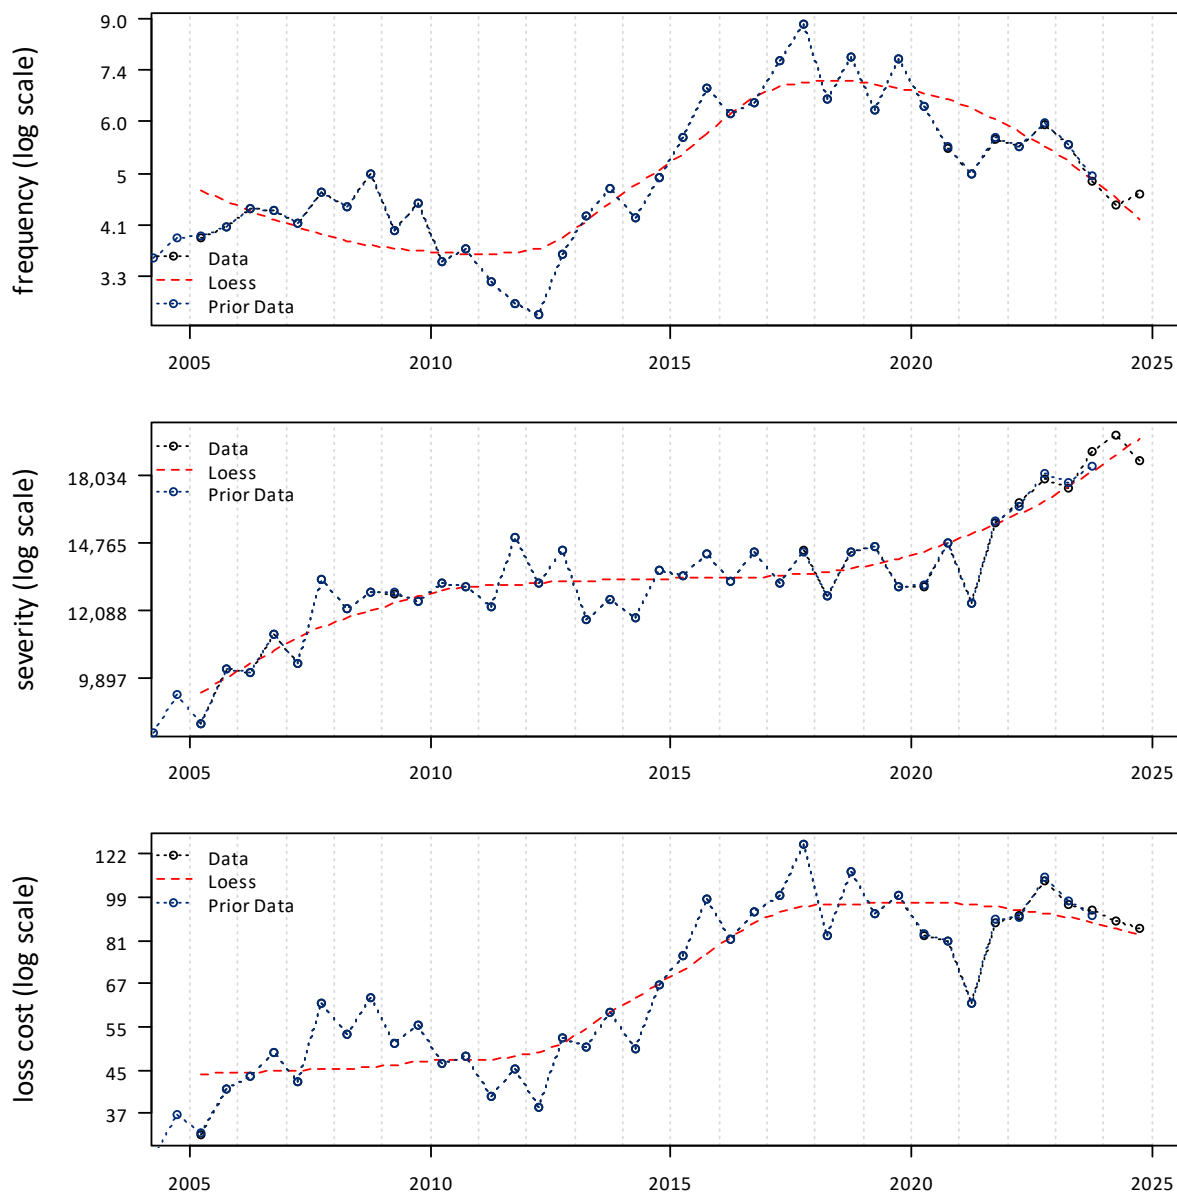 frequency (log scale)
9.0
7.4
6.0
5
4.1
3.3
Data
Loess
Prior Data
2005 2010 2015 2020 2025
severity (log scale)
18,034
14,765
12,088
9,897
Data
Loess
Prior Data
2005 2010 2015 2020 2025
loss cost (log scale)
122
99
81
67
55
45
37
Data
Loess
Prior Data
2005 2010 2015 2020 2025